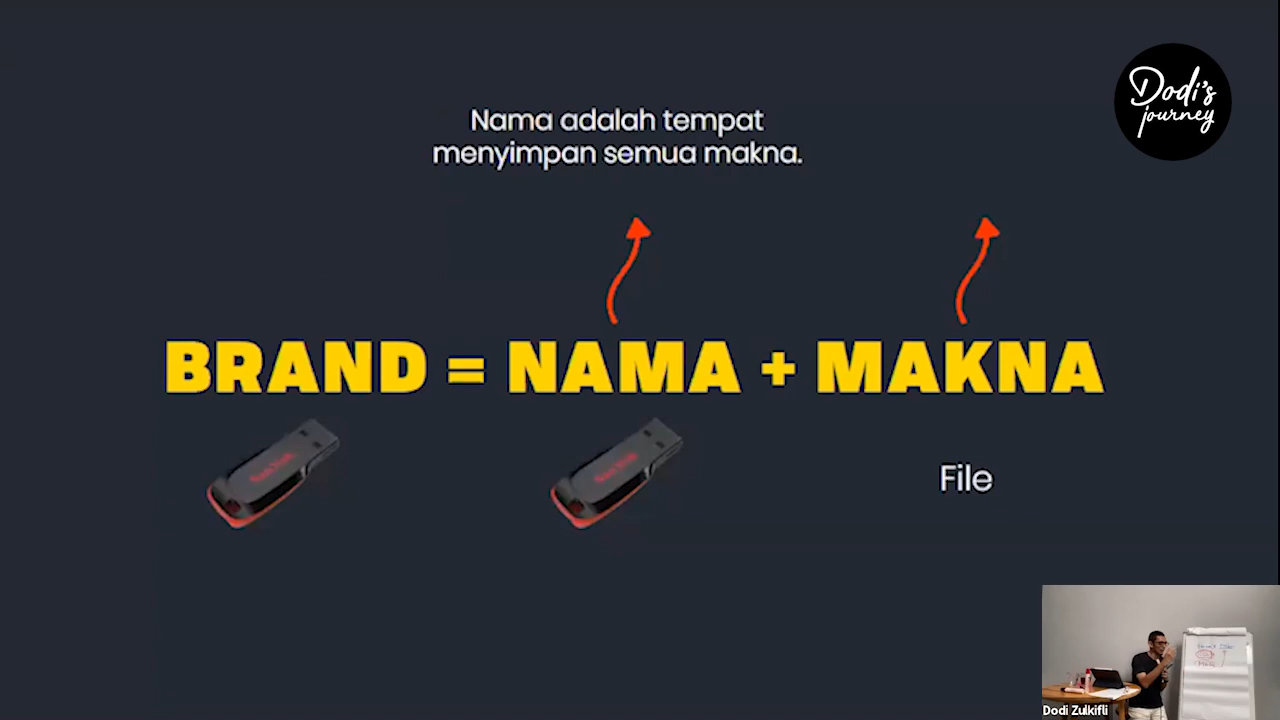 Dodi's
journey
Nama adalah tempat
menyimpan semua makna.
BRAND = NAMA + MAKNA
File
Dodi Zulkifli